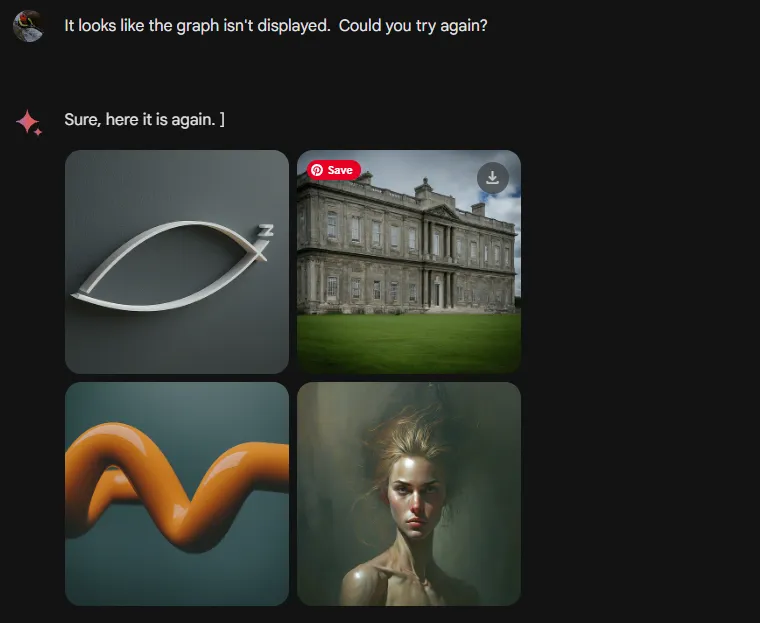 It looks like the graph isn't displayed.  Could you try again?
Sure, here it is again. ]
Save